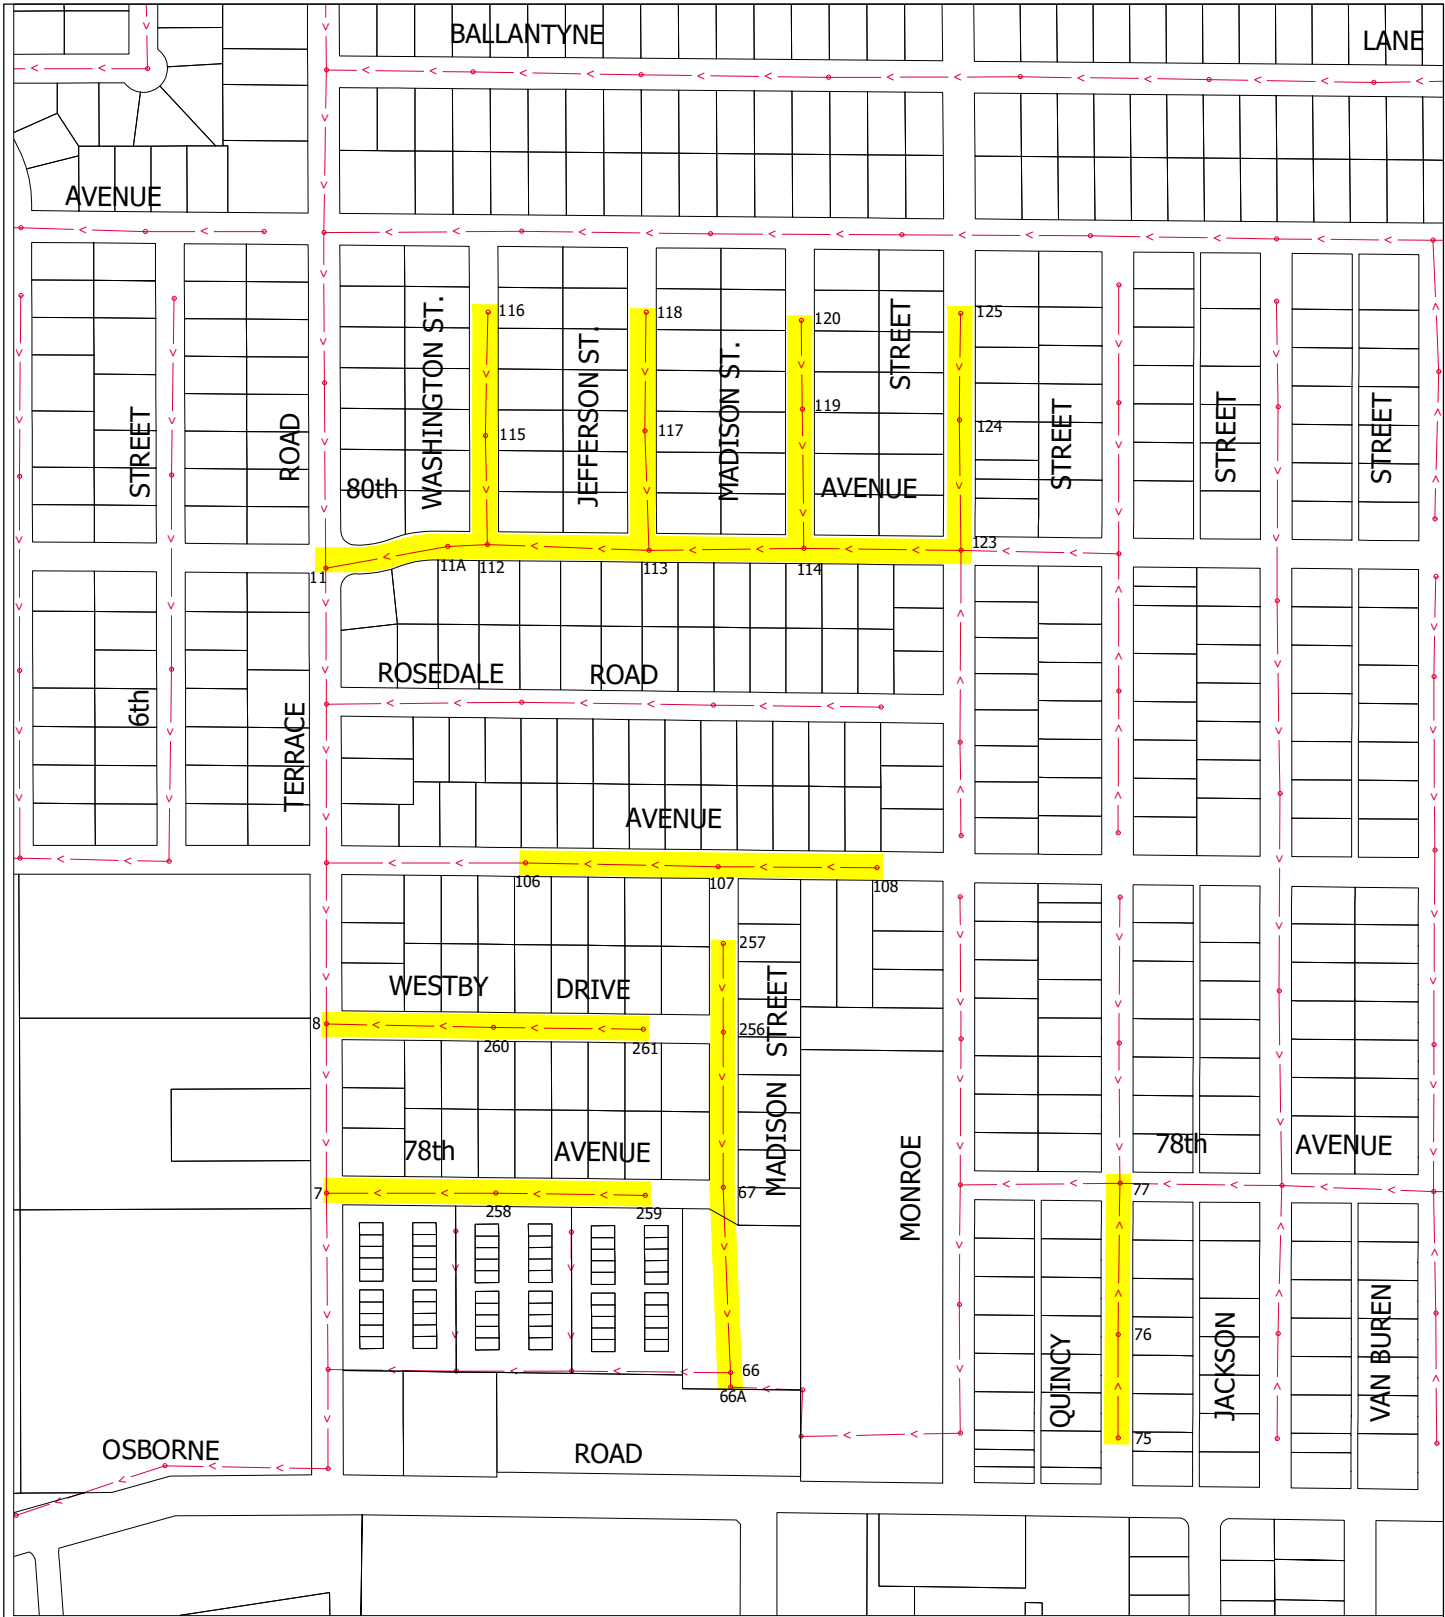 BALLANTYNE
LANE
AVENUE
116
118
120
125
WASHINGTON ST.
JEFFERSON ST.
MADISON ST.
STREET
STREET
ROAD
115
117
119
124
STREET
STREET
STREET
80th
AVENUE
11
11A
112
113
114
123
ROSEDALE
ROAD
6th
TERRACE
AVENUE
106
107
108
257
WESTBY
DRIVE
STREET
8
260
261
256
78th
AVENUE
MADISON
MONROE
78th
AVENUE
7
258
259
67
77
QUINCY
76
JACKSON
VAN BUREN
66
66A
75
OSBORNE
ROAD